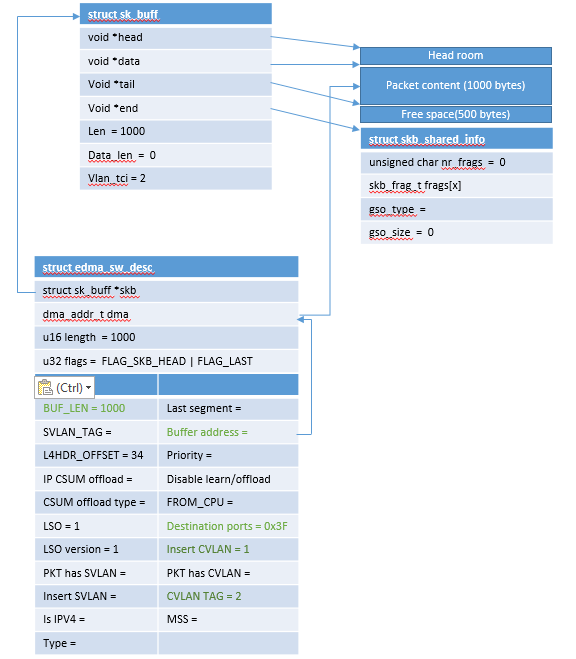 struct sk_buff
void *head
void *data
Void *tail
Void *end
Len = 1000
Data_len = 0
Vlan_tci = 2
Head room
Packet content (1000 bytes)
Free space(500 bytes)
struct skb_shared_info
unsigned char nr_frags = 0
skb_frag_t frags[x]
gso_type =
gso_size = 0
struct edma_sw_desc
struct sk_buff *skb
dma_addr_t dma
u16 length = 1000
u32 flags = FLAG_SKB_HEAD | FLAG_LAST
(Ctrl)
BUF_LEN = 1000
Last segment =
SVLAN_TAG =
Buffer address =
L4HDR_OFFSET = 34
Priority =
IP CSUM offload =
Disable learn/offload
CSUM offload type =
FROM_CPU =
LSO = 1
Destination ports = 0x3F
LSO version = 1
Insert CVLAN = 1
PKT has SVLAN =
PKT has CVLAN =
Insert SVLAN =
CVLAN TAG = 2
Is IPV4 =
MSS =
Type =